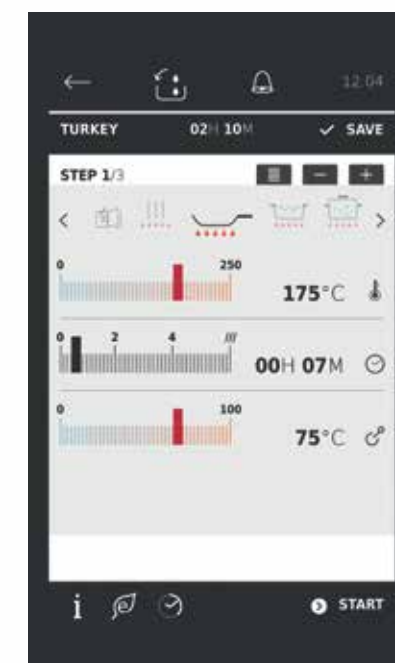 12.04
TURKEY 02H 10M SAVE
STEP 1/3
0 250
175°C
0 2 4 ///
00H 07M
0 100
75°C
i START